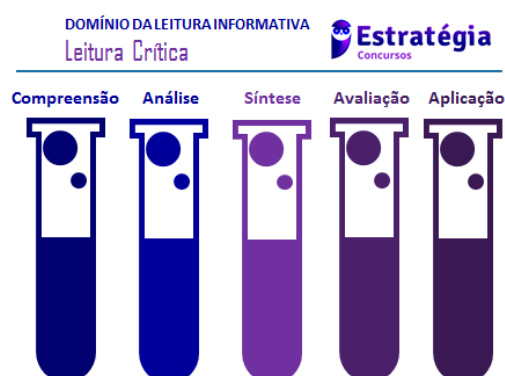 DOMÍNIO DA LEITURA INFORMATIVA
Leitura Crítica
Estratégia
Concursos
Compreensão Análise Síntese Avaliação Aplicação